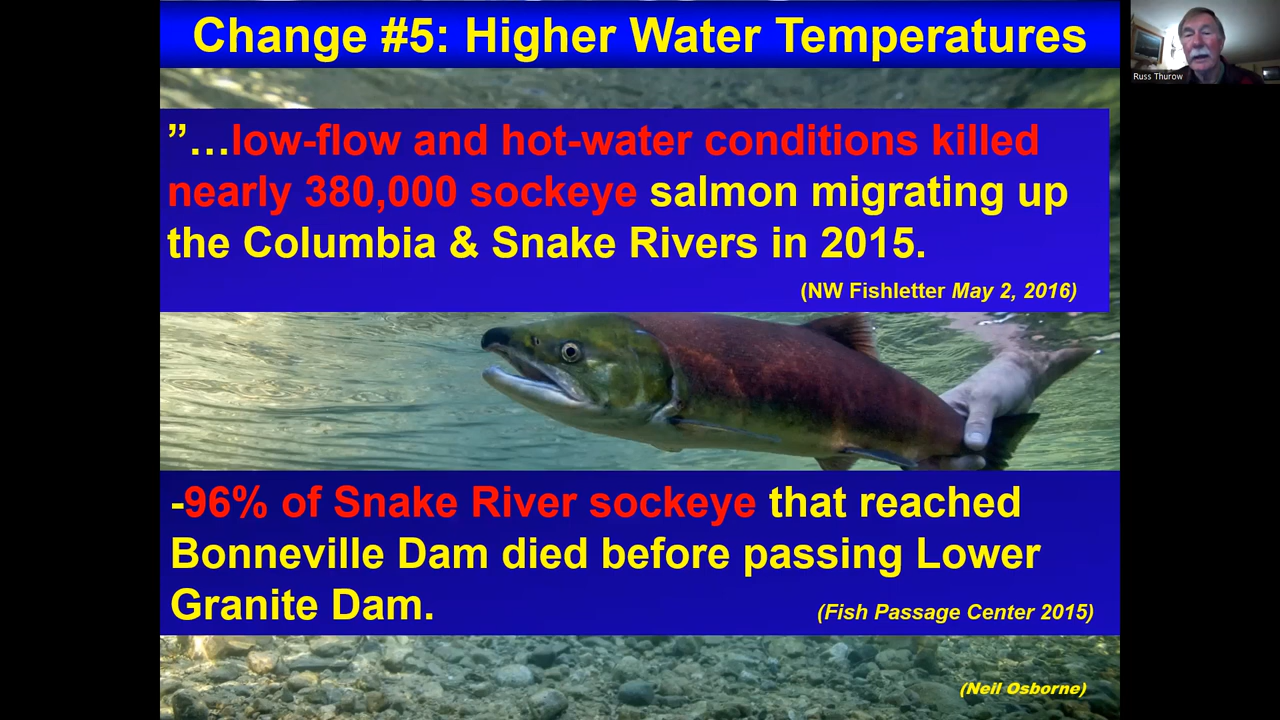 Change #5: Higher Water Temperatures
Russ Thurow
”…low-flow and hot-water conditions killed
nearly 380,000 sockeye salmon migrating up
the Columbia & Snake Rivers in 2015.
(NW Fishletter May 2, 2016)
-96% of Snake River sockeye that reached
Bonneville Dam died before passing Lower
Granite Dam.
(Fish Passage Center 2015)
(Neil Osborne)